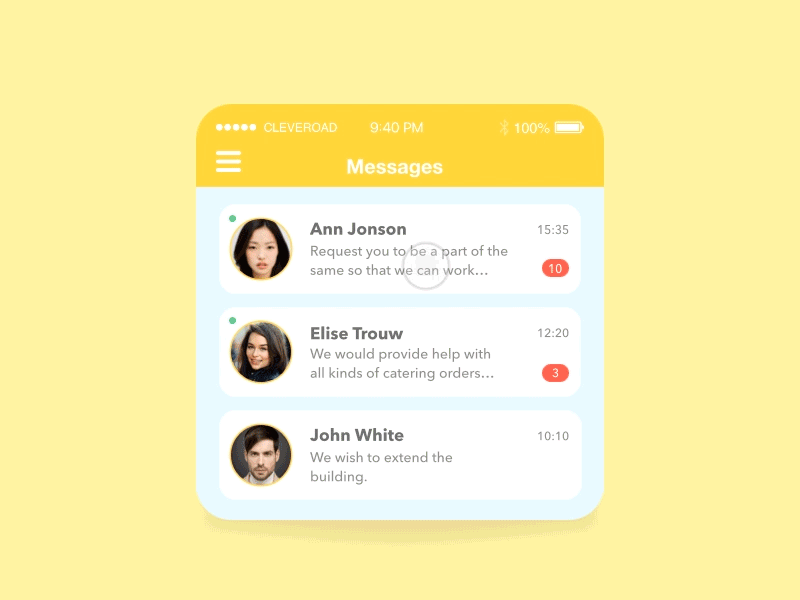 CLEVEROAD 9:40 PM 100%
Messages
Ann Jonson 15:35
Request you to be a part of the
same so that we can work... 10
Elise Trouw 12:20
We would provide help with
all kinds of catering orders... 3
John White 10:10
We wish to extend the
building.